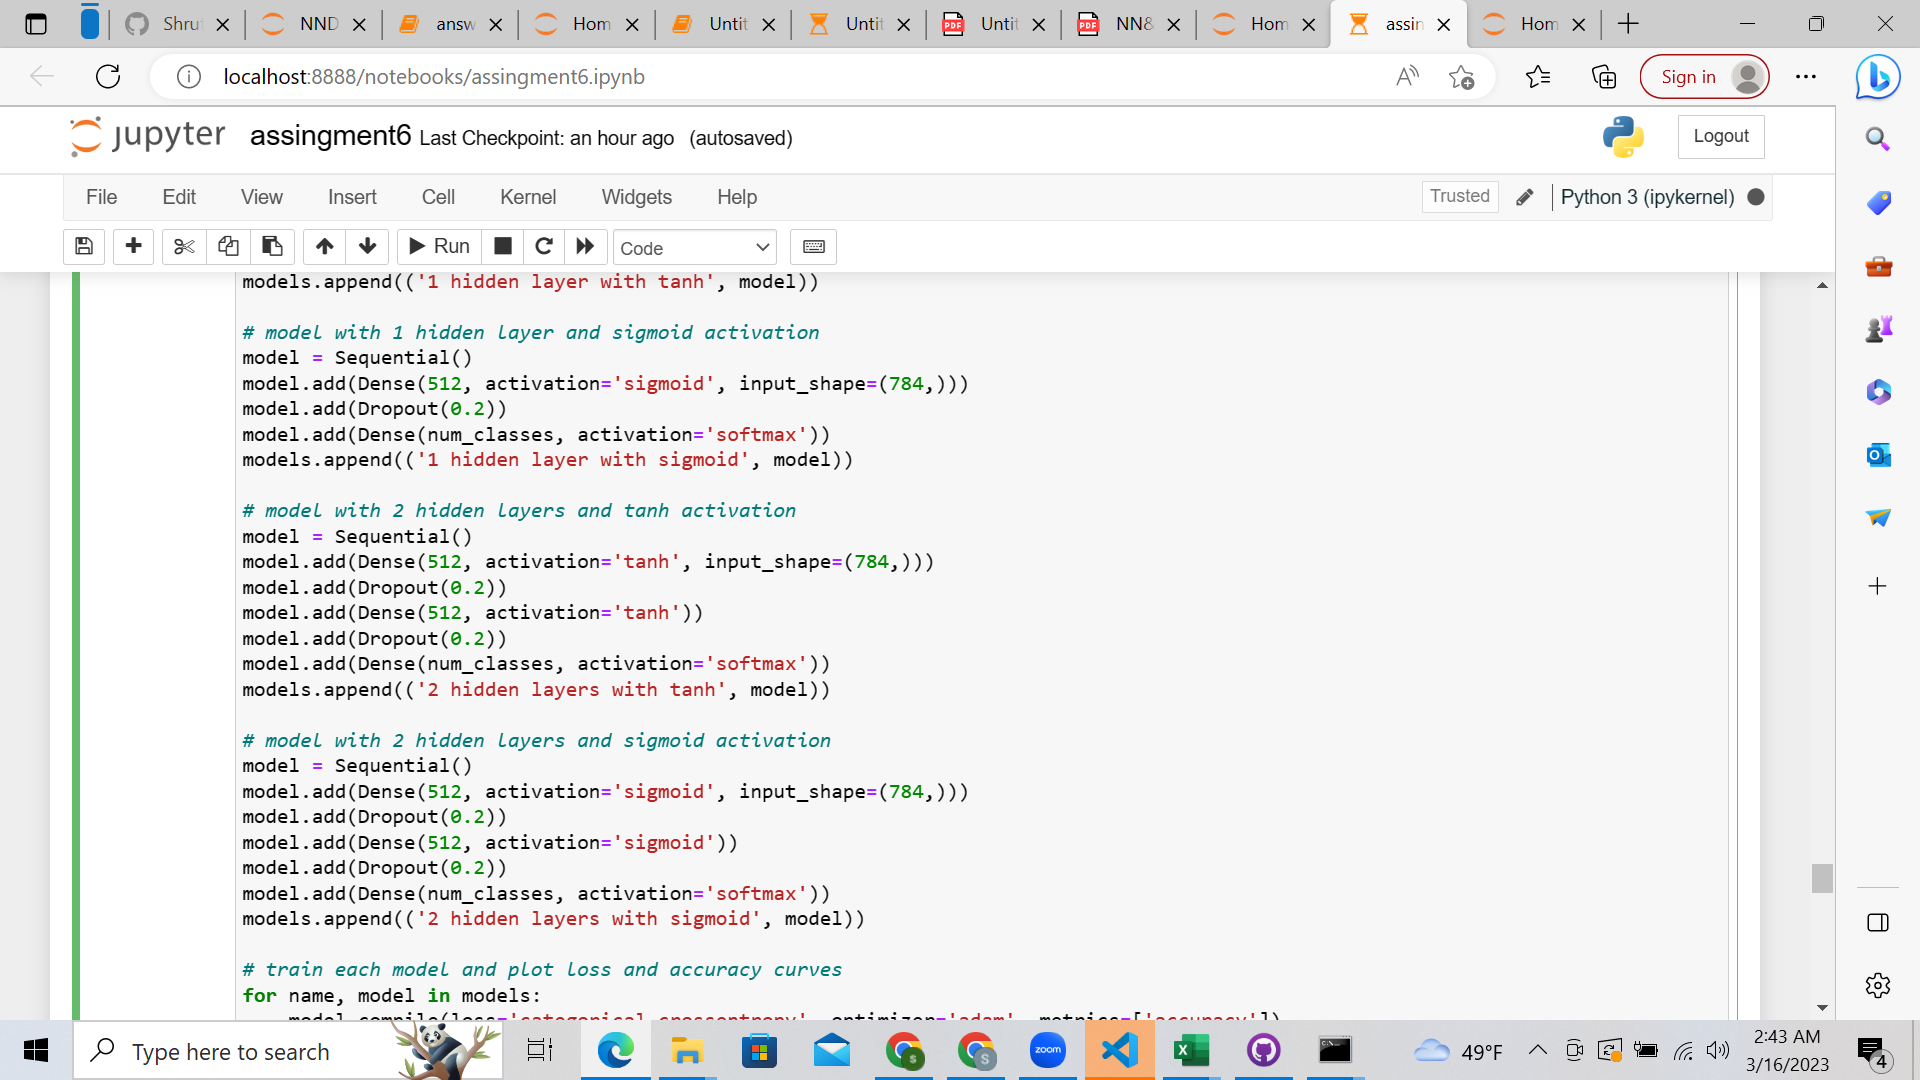 Shru
NND
answ
Hom
Untit
Untit
Untit
NN&
Hom
assin
Hom
localhost:8888/notebooks/assingment6.ipynb
Sign in
jupyter assingment6 Last Checkpoint: an hour ago (autosaved)
Logout
File Edit View Insert Cell Kernel Widgets Help
Trusted
Python 3 (ipykernel)
Run
Code
models.append(('1 hidden layer with tanh', model))
# model with 1 hidden layer and sigmoid activation
model = Sequential()
model.add(Dense(512, activation='sigmoid', input_shape=(784,)))
model.add(Dropout(0.2))
model.add(Dense(num_classes, activation='softmax'))
models.append(('1 hidden layer with sigmoid', model))
# model with 2 hidden layers and tanh activation
model = Sequential()
model.add(Dense(512, activation='tanh', input_shape=(784,)))
model.add(Dropout(0.2))
model.add(Dense(512, activation='tanh'))
model.add(Dropout(0.2))
model.add(Dense(num_classes, activation='softmax'))
models.append(('2 hidden layers with tanh', model))
# model with 2 hidden layers and sigmoid activation
model = Sequential()
model.add(Dense(512, activation='sigmoid', input_shape=(784,)))
model.add(Dropout(0.2))
model.add(Dense(512, activation='sigmoid'))
model.add(Dropout(0.2))
model.add(Dense(num_classes, activation='softmax'))
models.append(('2 hidden layers with sigmoid', model))
# train each model and plot loss and accuracy curves
for name, model in models:
model.compile(loss='categorical_crossentropy', optimizer='adam', metrics=['accuracy'])
Type here to search
zoom
49°F
2:43 AM
3/16/2023
4